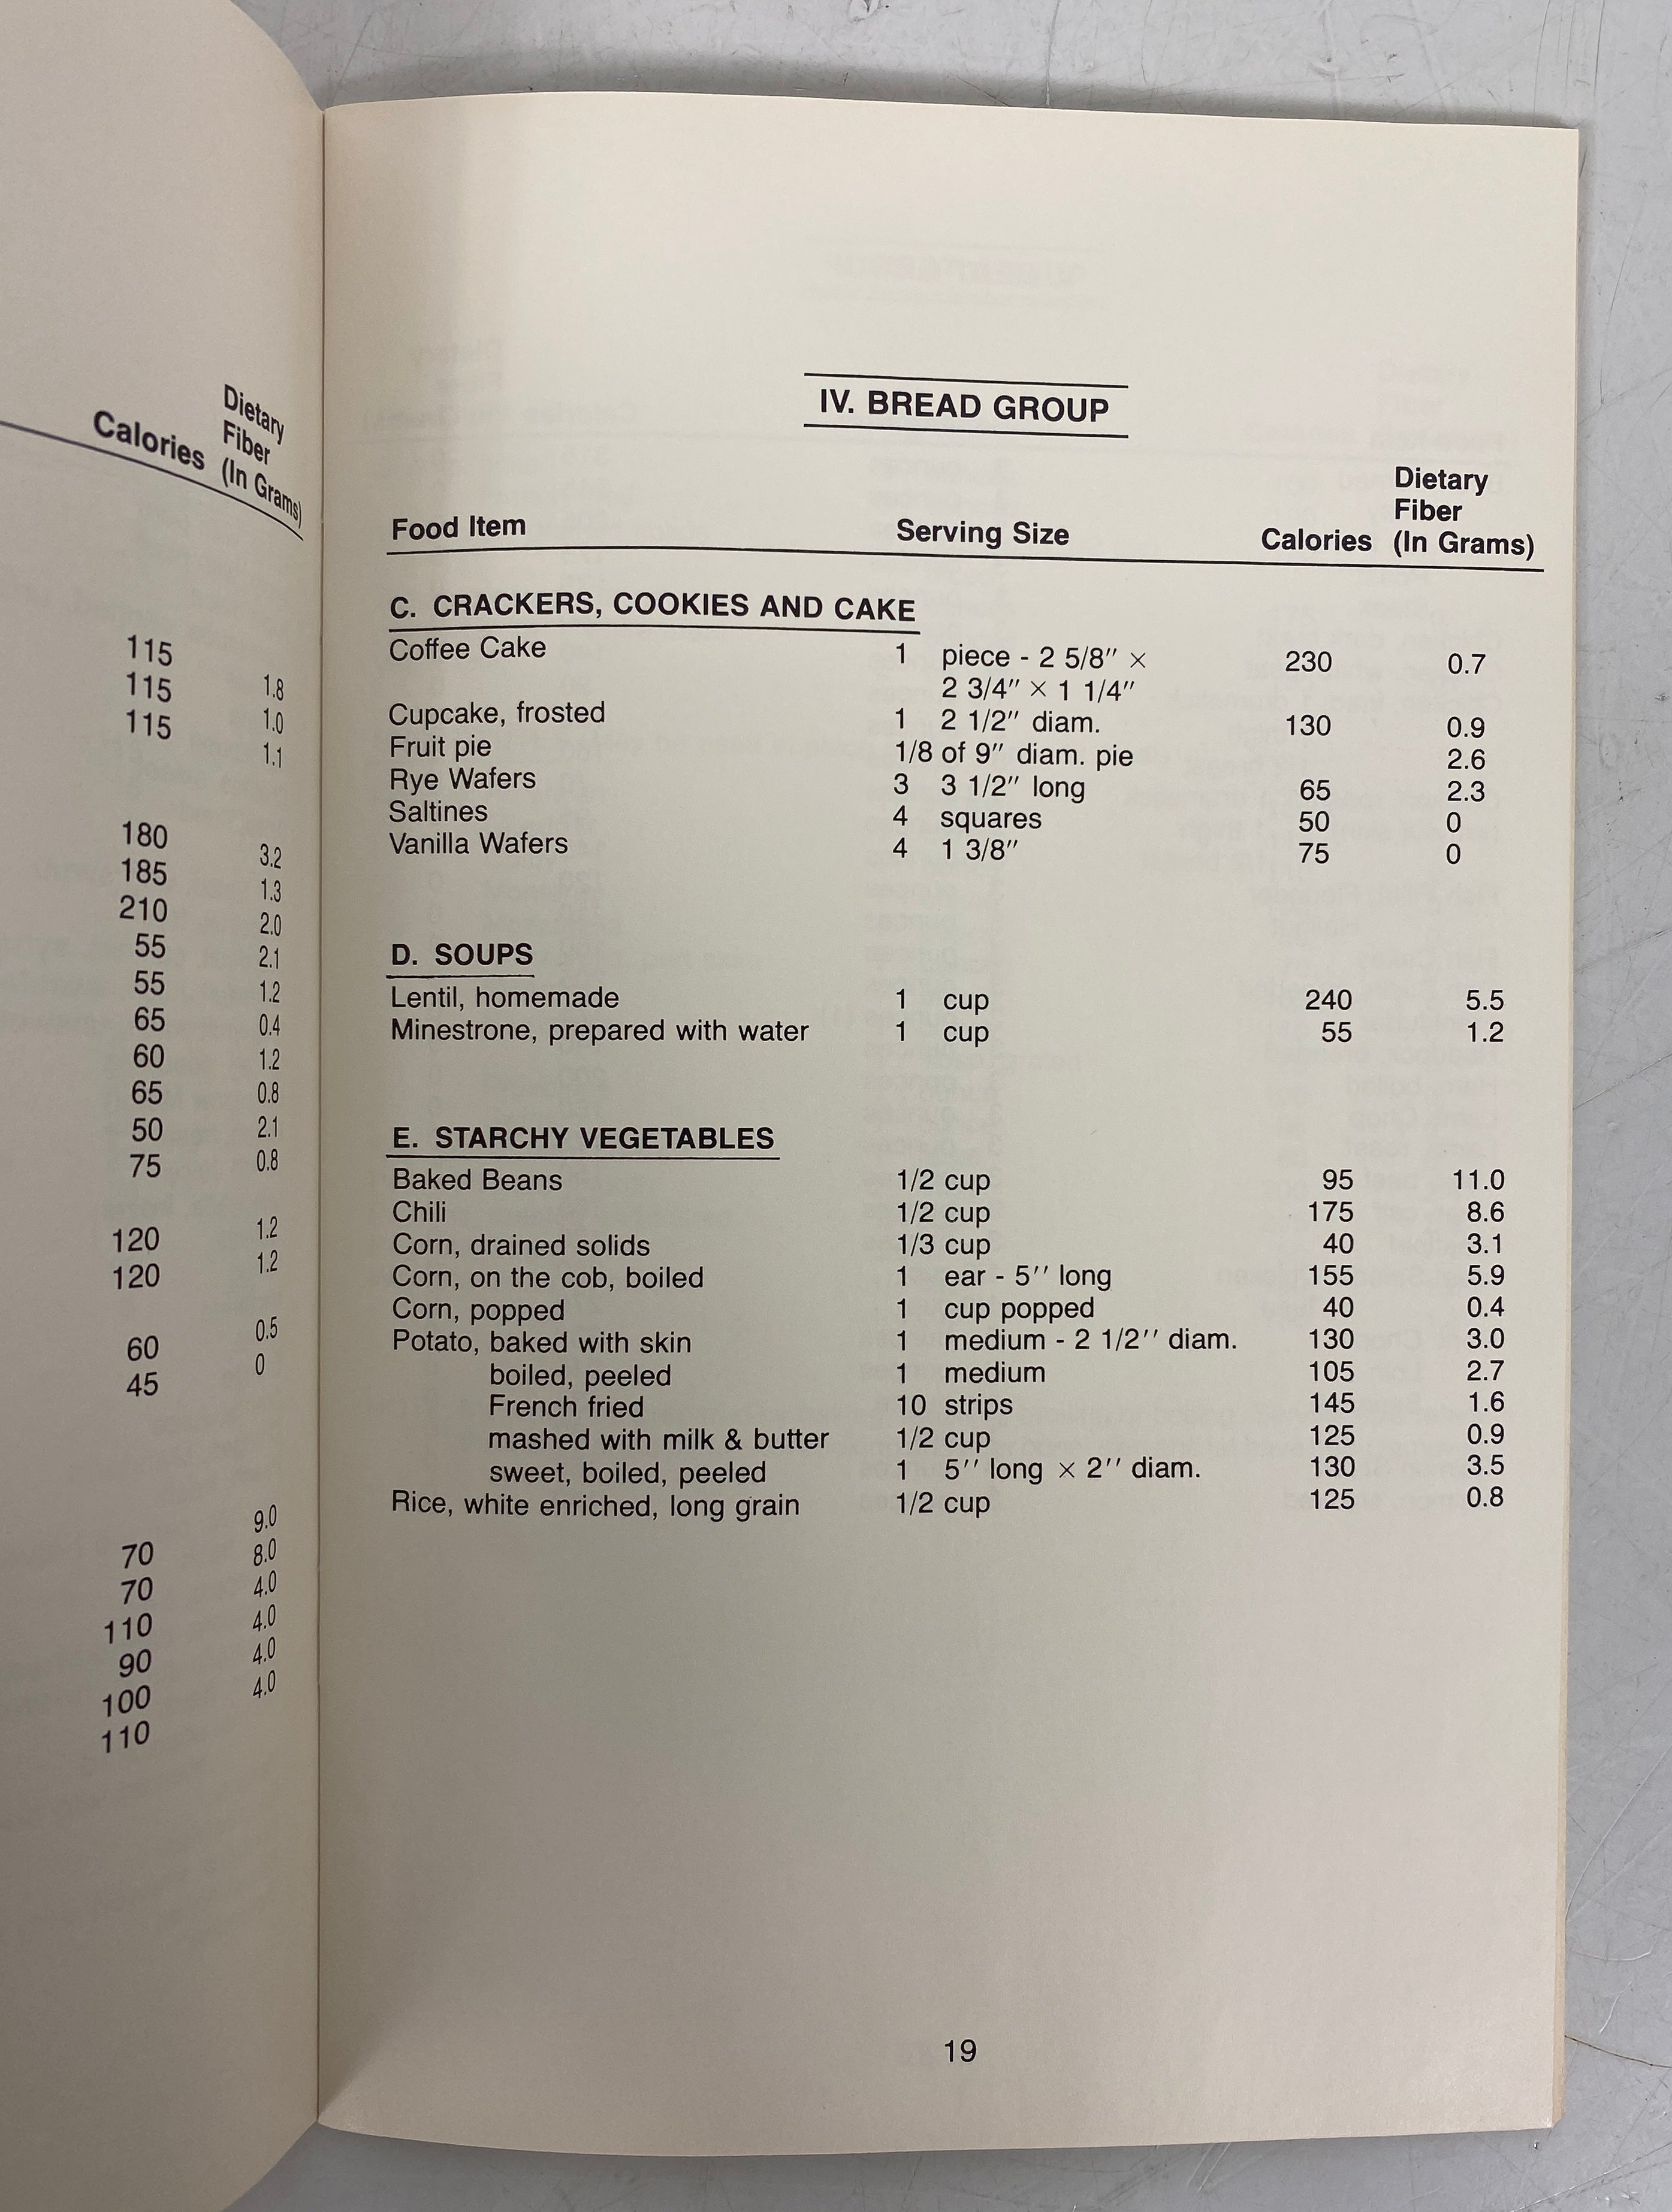 Calories
Dietary
Fiber
(In Grams)
115
115 1.8
115 1.0
1.1
180
185 3.2
210 1.3
55 2.0
55 2.1
65 1.2
60 0.4
65 1.2
50 0.8
75 2.1
0.8
120 1.2
120 1.2
60 0.5
45 0
9.0
70 8.0
70 4.0
110 4.0
90 4.0
100 4.0
110
IV. BREAD GROUP
Dietary
Fiber
Food Item Serving Size Calories (In Grams)
C. CRACKERS, COOKIES AND CAKE
Coffee Cake 1 piece - 2 5/8″ × 230 0.7
2 3/4″ × 1 1/4″
Cupcake, frosted 1 2 1/2″ diam. 130 0.9
Fruit pie 1/8 of 9″ diam. pie 2.6
Rye Wafers 3 3 1/2″ long 65 2.3
Saltines 4 squares 50 0
Vanilla Wafers 4 1 3/8″ 75 0
D. SOUPS
Lentil, homemade 1 cup 240 5.5
Minestrone, prepared with water 1 cup 55 1.2
E. STARCHY VEGETABLES
Baked Beans 1/2 cup 95 11.0
Chili 1/2 cup 175 8.6
Corn, drained solids 1/3 cup 40 3.1
Corn, on the cob, boiled 1 ear - 5′′ long 155 5.9
Corn, popped 1 cup popped 40 0.4
Potato, baked with skin 1 medium - 2 1/2′′ diam. 130 3.0
boiled, peeled 1 medium 105 2.7
French fried 10 strips 145 1.6
mashed with milk & butter 1/2 cup 125 0.9
sweet, boiled, peeled 1 5′′ long × 2′′ diam. 130 3.5
Rice, white enriched, long grain 1/2 cup 125 0.8
19